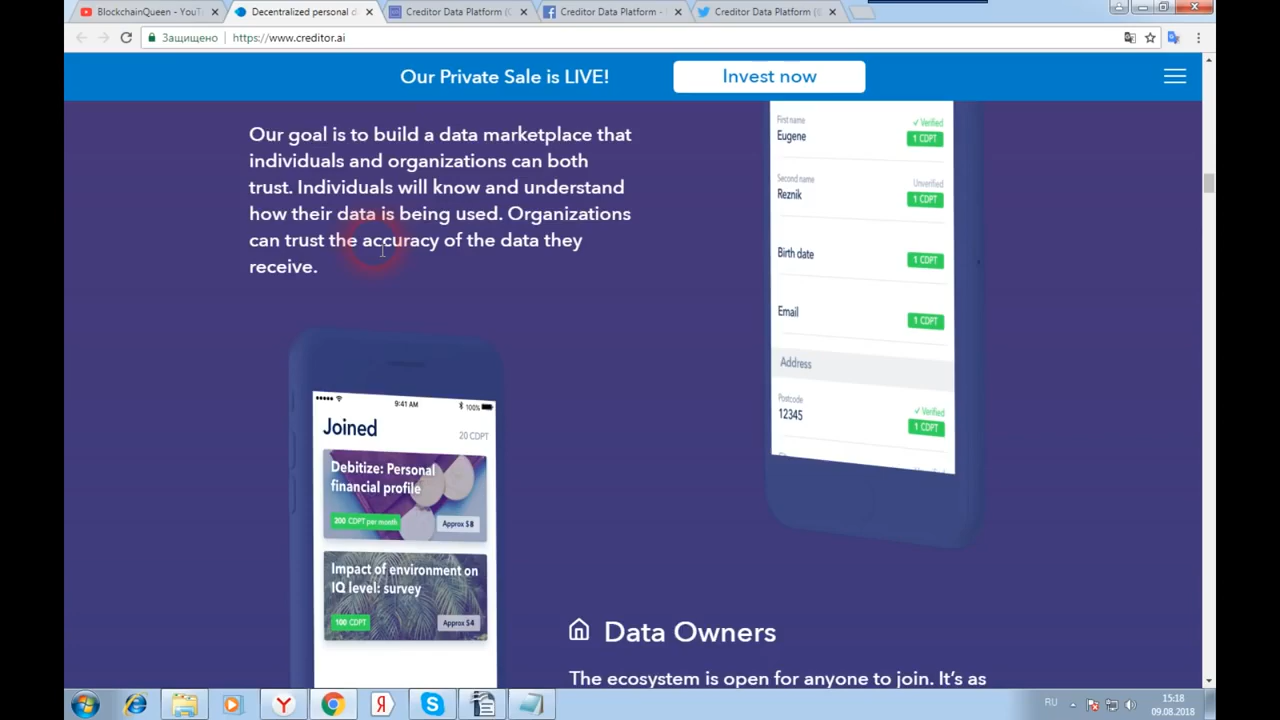 BlockchainQueen - YouT
Decentralized personal d
Creditor Data Platform (C
Creditor Data Platform -
Creditor Data Platform (
Защищено
https://www.creditor.ai
Our Private Sale is LIVE!
Invest now
Our goal is to build a data marketplace that
individuals and organizations can both
trust. Individuals will know and understand
how their data is being used. Organizations
can trust the accuracy of the data they
receive.
First name
Eugene
✓ Verified
1 CDPT
Second name
Reznik
Unverified
1 CDPT
Birth date
1 CDPT
Email
1 CDPT
Address
Postcode
12345
✓ Verified
1 CDPT
9:41 AM
100%
Joined
20 CDPT
Debitize: Personal
financial profile
200 CDPT per month
Approx $8
Impact of environment on
IQ level: survey
100 CDPT
Approx $4
Data Owners
The ecosystem is open for anyone to join. It's as
RU
15:18
09.08.2018